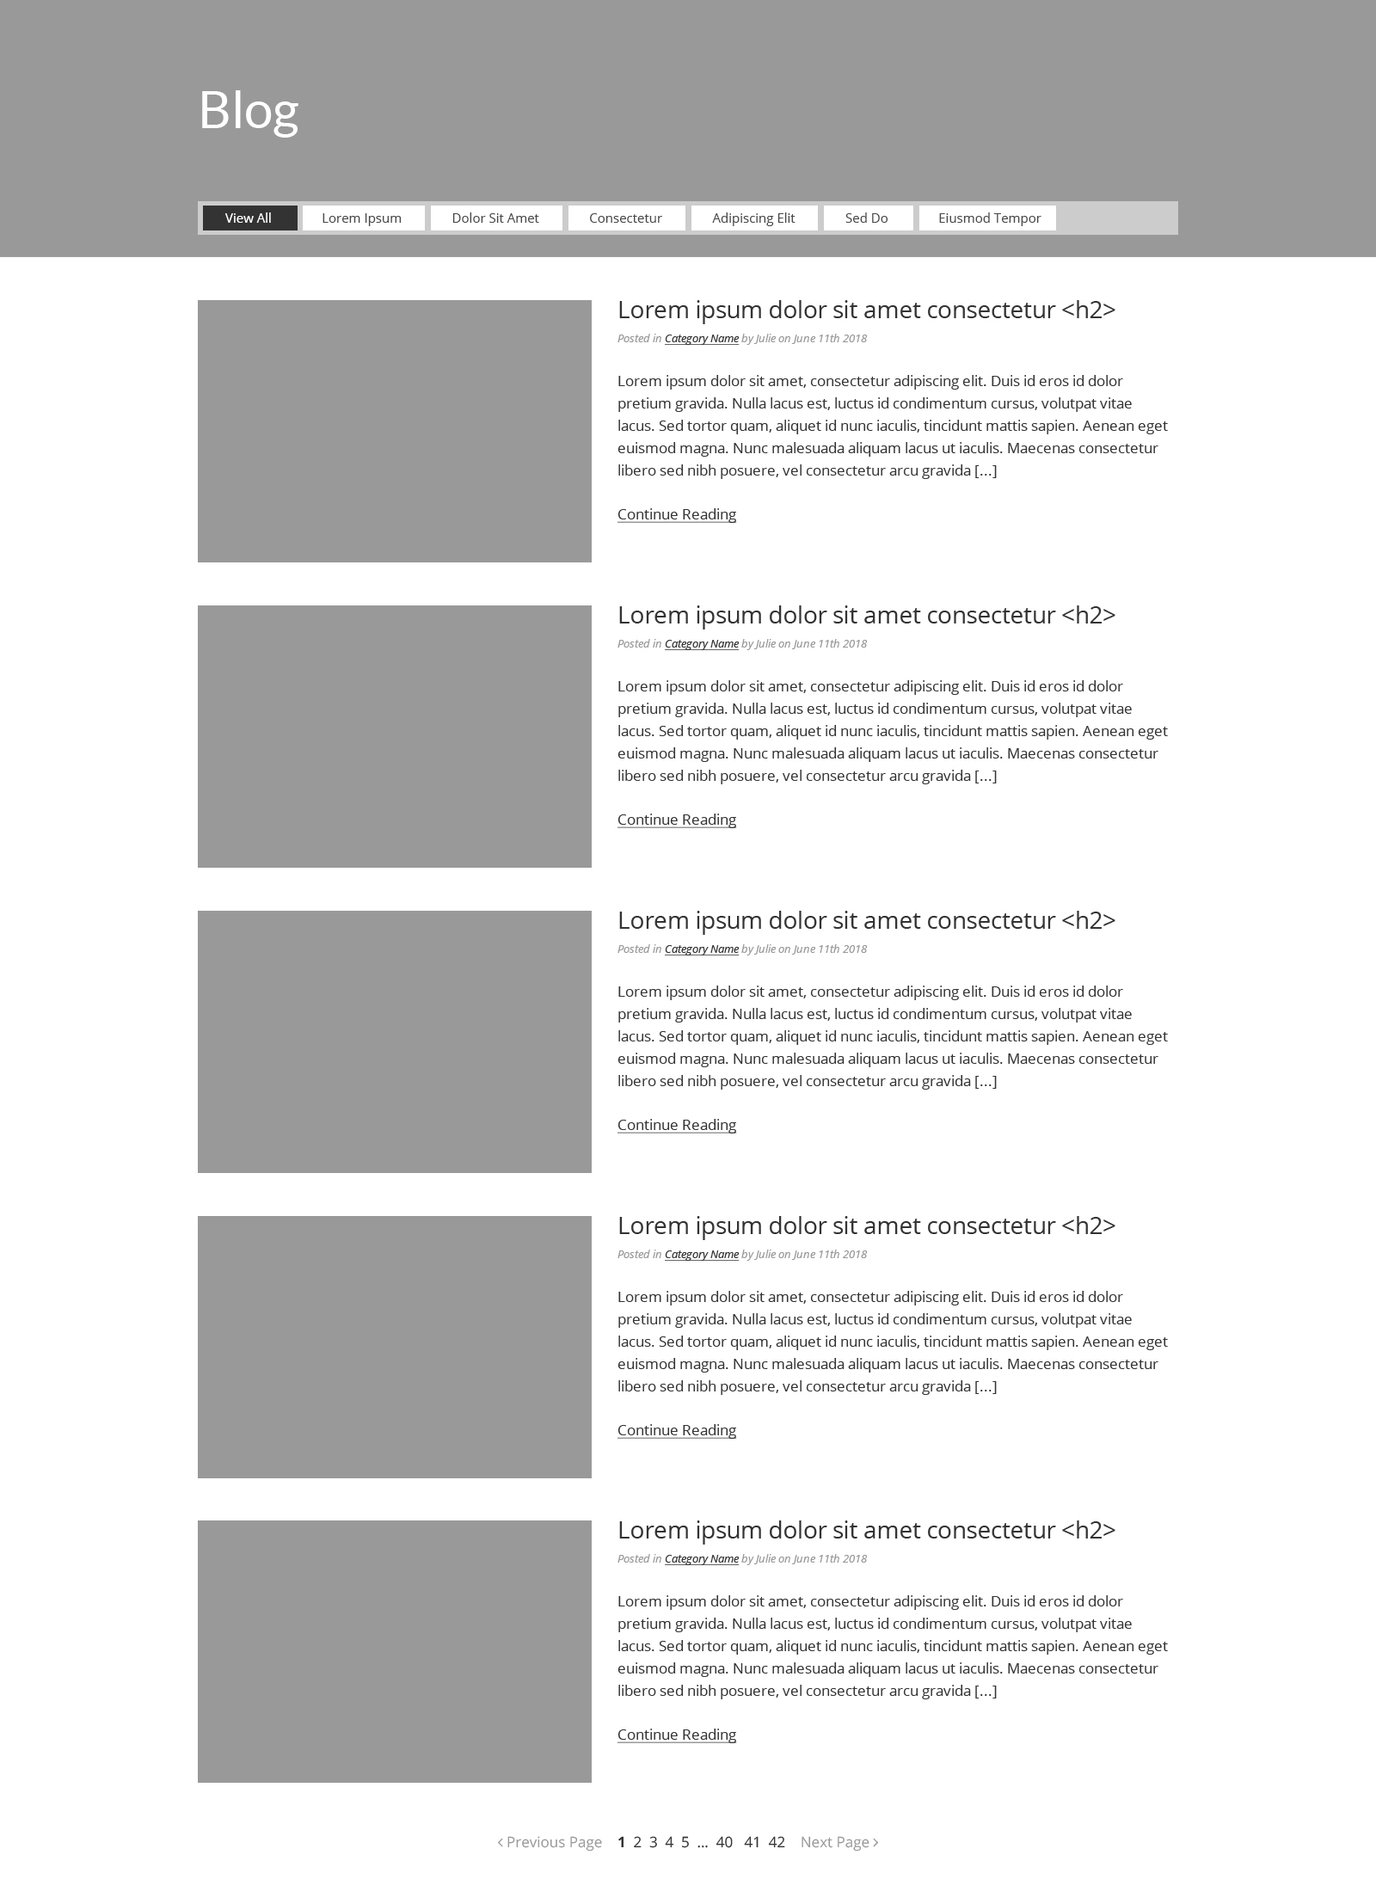 Blog
View All Lorem Ipsum Dolor Sit Amet Consectetur Adipiscing Elit Sed Do Eiusmod Tempor
Lorem ipsum dolor sit amet consectetur <h2>
Posted in Category Name by Julie on June 11th 2018
Lorem ipsum dolor sit amet, consectetur adipiscing elit. Duis id eros id dolor
pretium gravida. Nulla lacus est, luctus id condimentum cursus, volutpat vitae
lacus. Sed tortor quam, aliquet id nunc iaculis, tincidunt mattis sapien. Aenean eget
euismod magna. Nunc malesuada aliquam lacus ut iaculis. Maecenas consectetur
libero sed nibh posuere, vel consectetur arcu gravida [...]
Continue Reading
Lorem ipsum dolor sit amet consectetur <h2>
Posted in Category Name by Julie on June 11th 2018
Lorem ipsum dolor sit amet, consectetur adipiscing elit. Duis id eros id dolor
pretium gravida. Nulla lacus est, luctus id condimentum cursus, volutpat vitae
lacus. Sed tortor quam, aliquet id nunc iaculis, tincidunt mattis sapien. Aenean eget
euismod magna. Nunc malesuada aliquam lacus ut iaculis. Maecenas consectetur
libero sed nibh posuere, vel consectetur arcu gravida [...]
Continue Reading
Lorem ipsum dolor sit amet consectetur <h2>
Posted in Category Name by Julie on June 11th 2018
Lorem ipsum dolor sit amet, consectetur adipiscing elit. Duis id eros id dolor
pretium gravida. Nulla lacus est, luctus id condimentum cursus, volutpat vitae
lacus. Sed tortor quam, aliquet id nunc iaculis, tincidunt mattis sapien. Aenean eget
euismod magna. Nunc malesuada aliquam lacus ut iaculis. Maecenas consectetur
libero sed nibh posuere, vel consectetur arcu gravida [...]
Continue Reading
Lorem ipsum dolor sit amet consectetur <h2>
Posted in Category Name by Julie on June 11th 2018
Lorem ipsum dolor sit amet, consectetur adipiscing elit. Duis id eros id dolor
pretium gravida. Nulla lacus est, luctus id condimentum cursus, volutpat vitae
lacus. Sed tortor quam, aliquet id nunc iaculis, tincidunt mattis sapien. Aenean eget
euismod magna. Nunc malesuada aliquam lacus ut iaculis. Maecenas consectetur
libero sed nibh posuere, vel consectetur arcu gravida [...]
Continue Reading
Lorem ipsum dolor sit amet consectetur <h2>
Posted in Category Name by Julie on June 11th 2018
Lorem ipsum dolor sit amet, consectetur adipiscing elit. Duis id eros id dolor
pretium gravida. Nulla lacus est, luctus id condimentum cursus, volutpat vitae
lacus. Sed tortor quam, aliquet id nunc iaculis, tincidunt mattis sapien. Aenean eget
euismod magna. Nunc malesuada aliquam lacus ut iaculis. Maecenas consectetur
libero sed nibh posuere, vel consectetur arcu gravida [...]
Continue Reading
‹ Previous Page 1 2 3 4 5 ... 40 41 42 Next Page ›